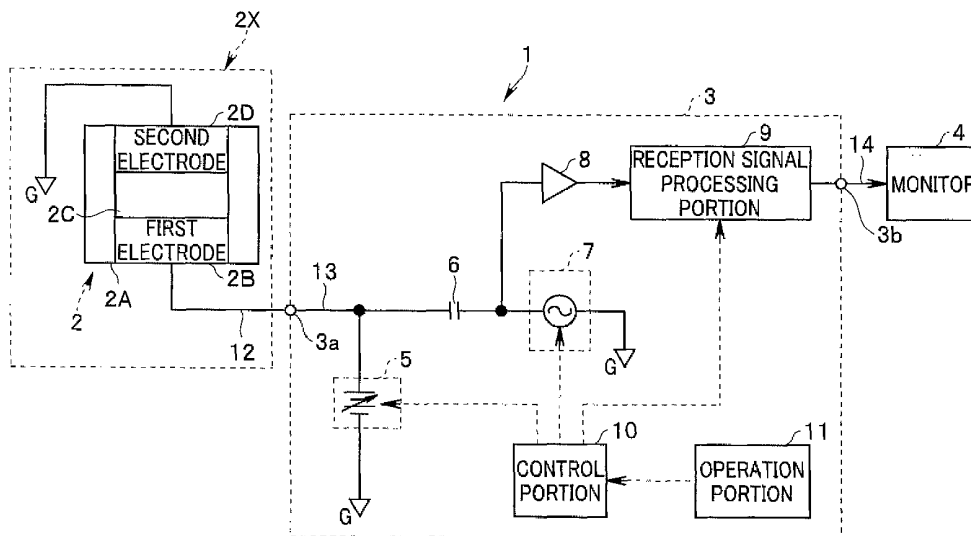 2X
1
3
2D
SECOND
ELECTRODE
G
2C
FIRST
ELECTRODE
2
2A
2B
12
8
9
RECEPTION SIGNAL
PROCESSING
PORTION
14
4
MONITOR
3b
13
3a
6
7
G
5
G
10
CONTROL
PORTION
11
OPERATION
PORTION